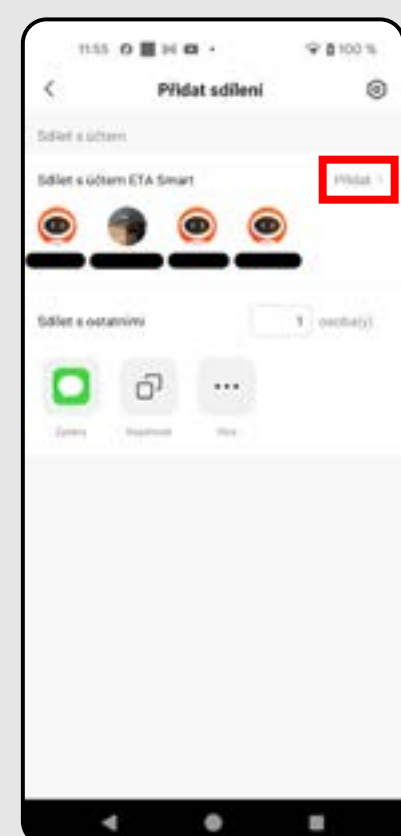 11:55 100 %
Přidat sdílení
Sdílet s účtem
Sdílet s účtem ETA Smart Přidat >
Sdílet s ostatními 1 osoba(y)
Zprávy Kopírovat Více